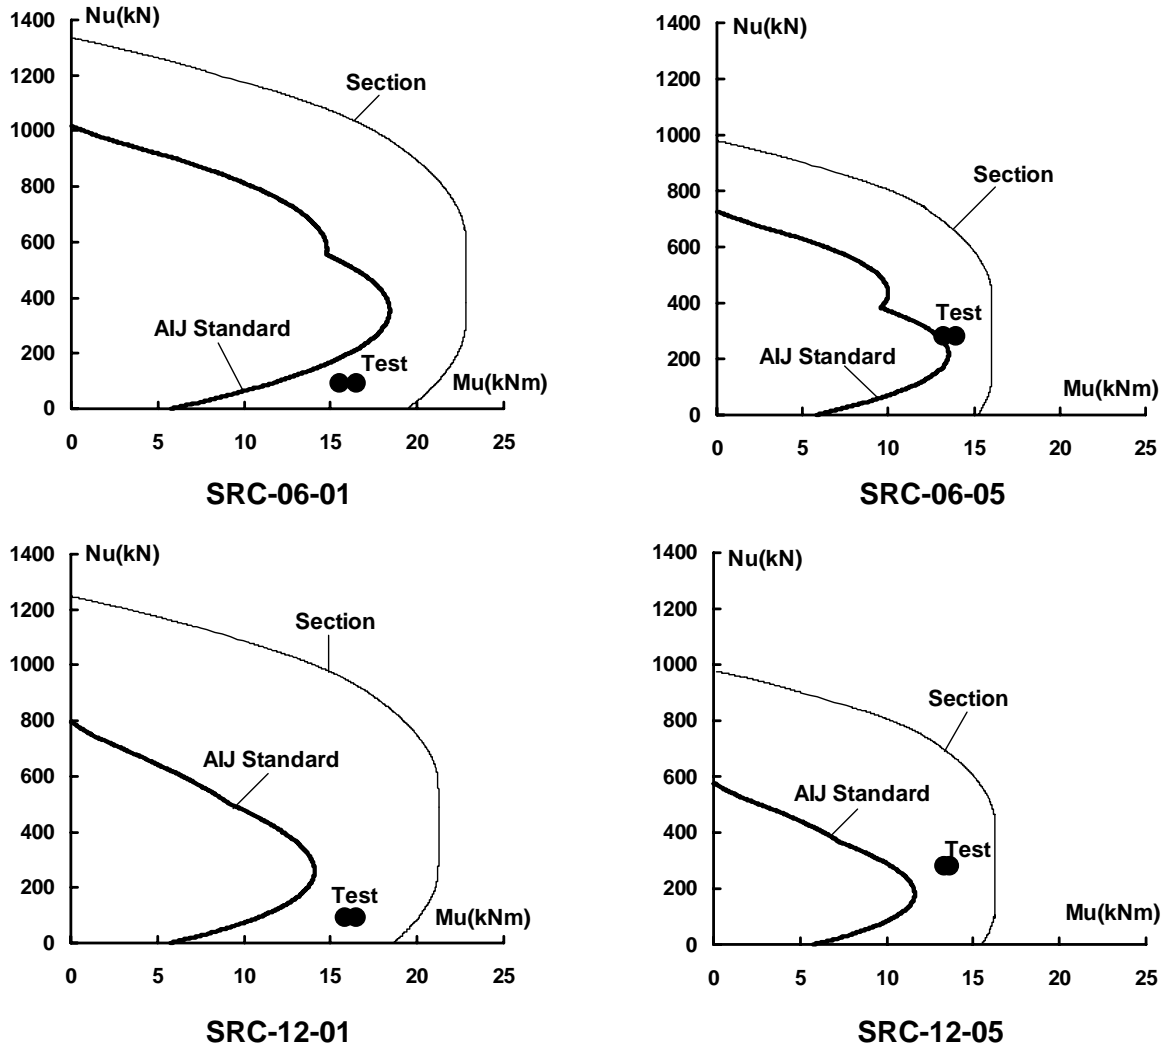 Nu(kN)
1400
1200
1000
800
600
400
200
0
Section
AIJ Standard
Test
Mu(kNm)
0 5 10 15 20 25
SRC-06-01
Nu(kN)
1400
1200
1000
800
600
400
200
0
Section
Test
AIJ Standard
Mu(kNm)
0 5 10 15 20 25
SRC-06-05
Nu(kN)
1400
1200
1000
800
600
400
200
0
Section
AIJ Standard
Test
Mu(kNm)
0 5 10 15 20 25
SRC-12-01
Nu(kN)
1400
1200
1000
800
600
400
200
0
Section
AIJ Standard
Test
Mu(kNm)
0 5 10 15 20 25
SRC-12-05